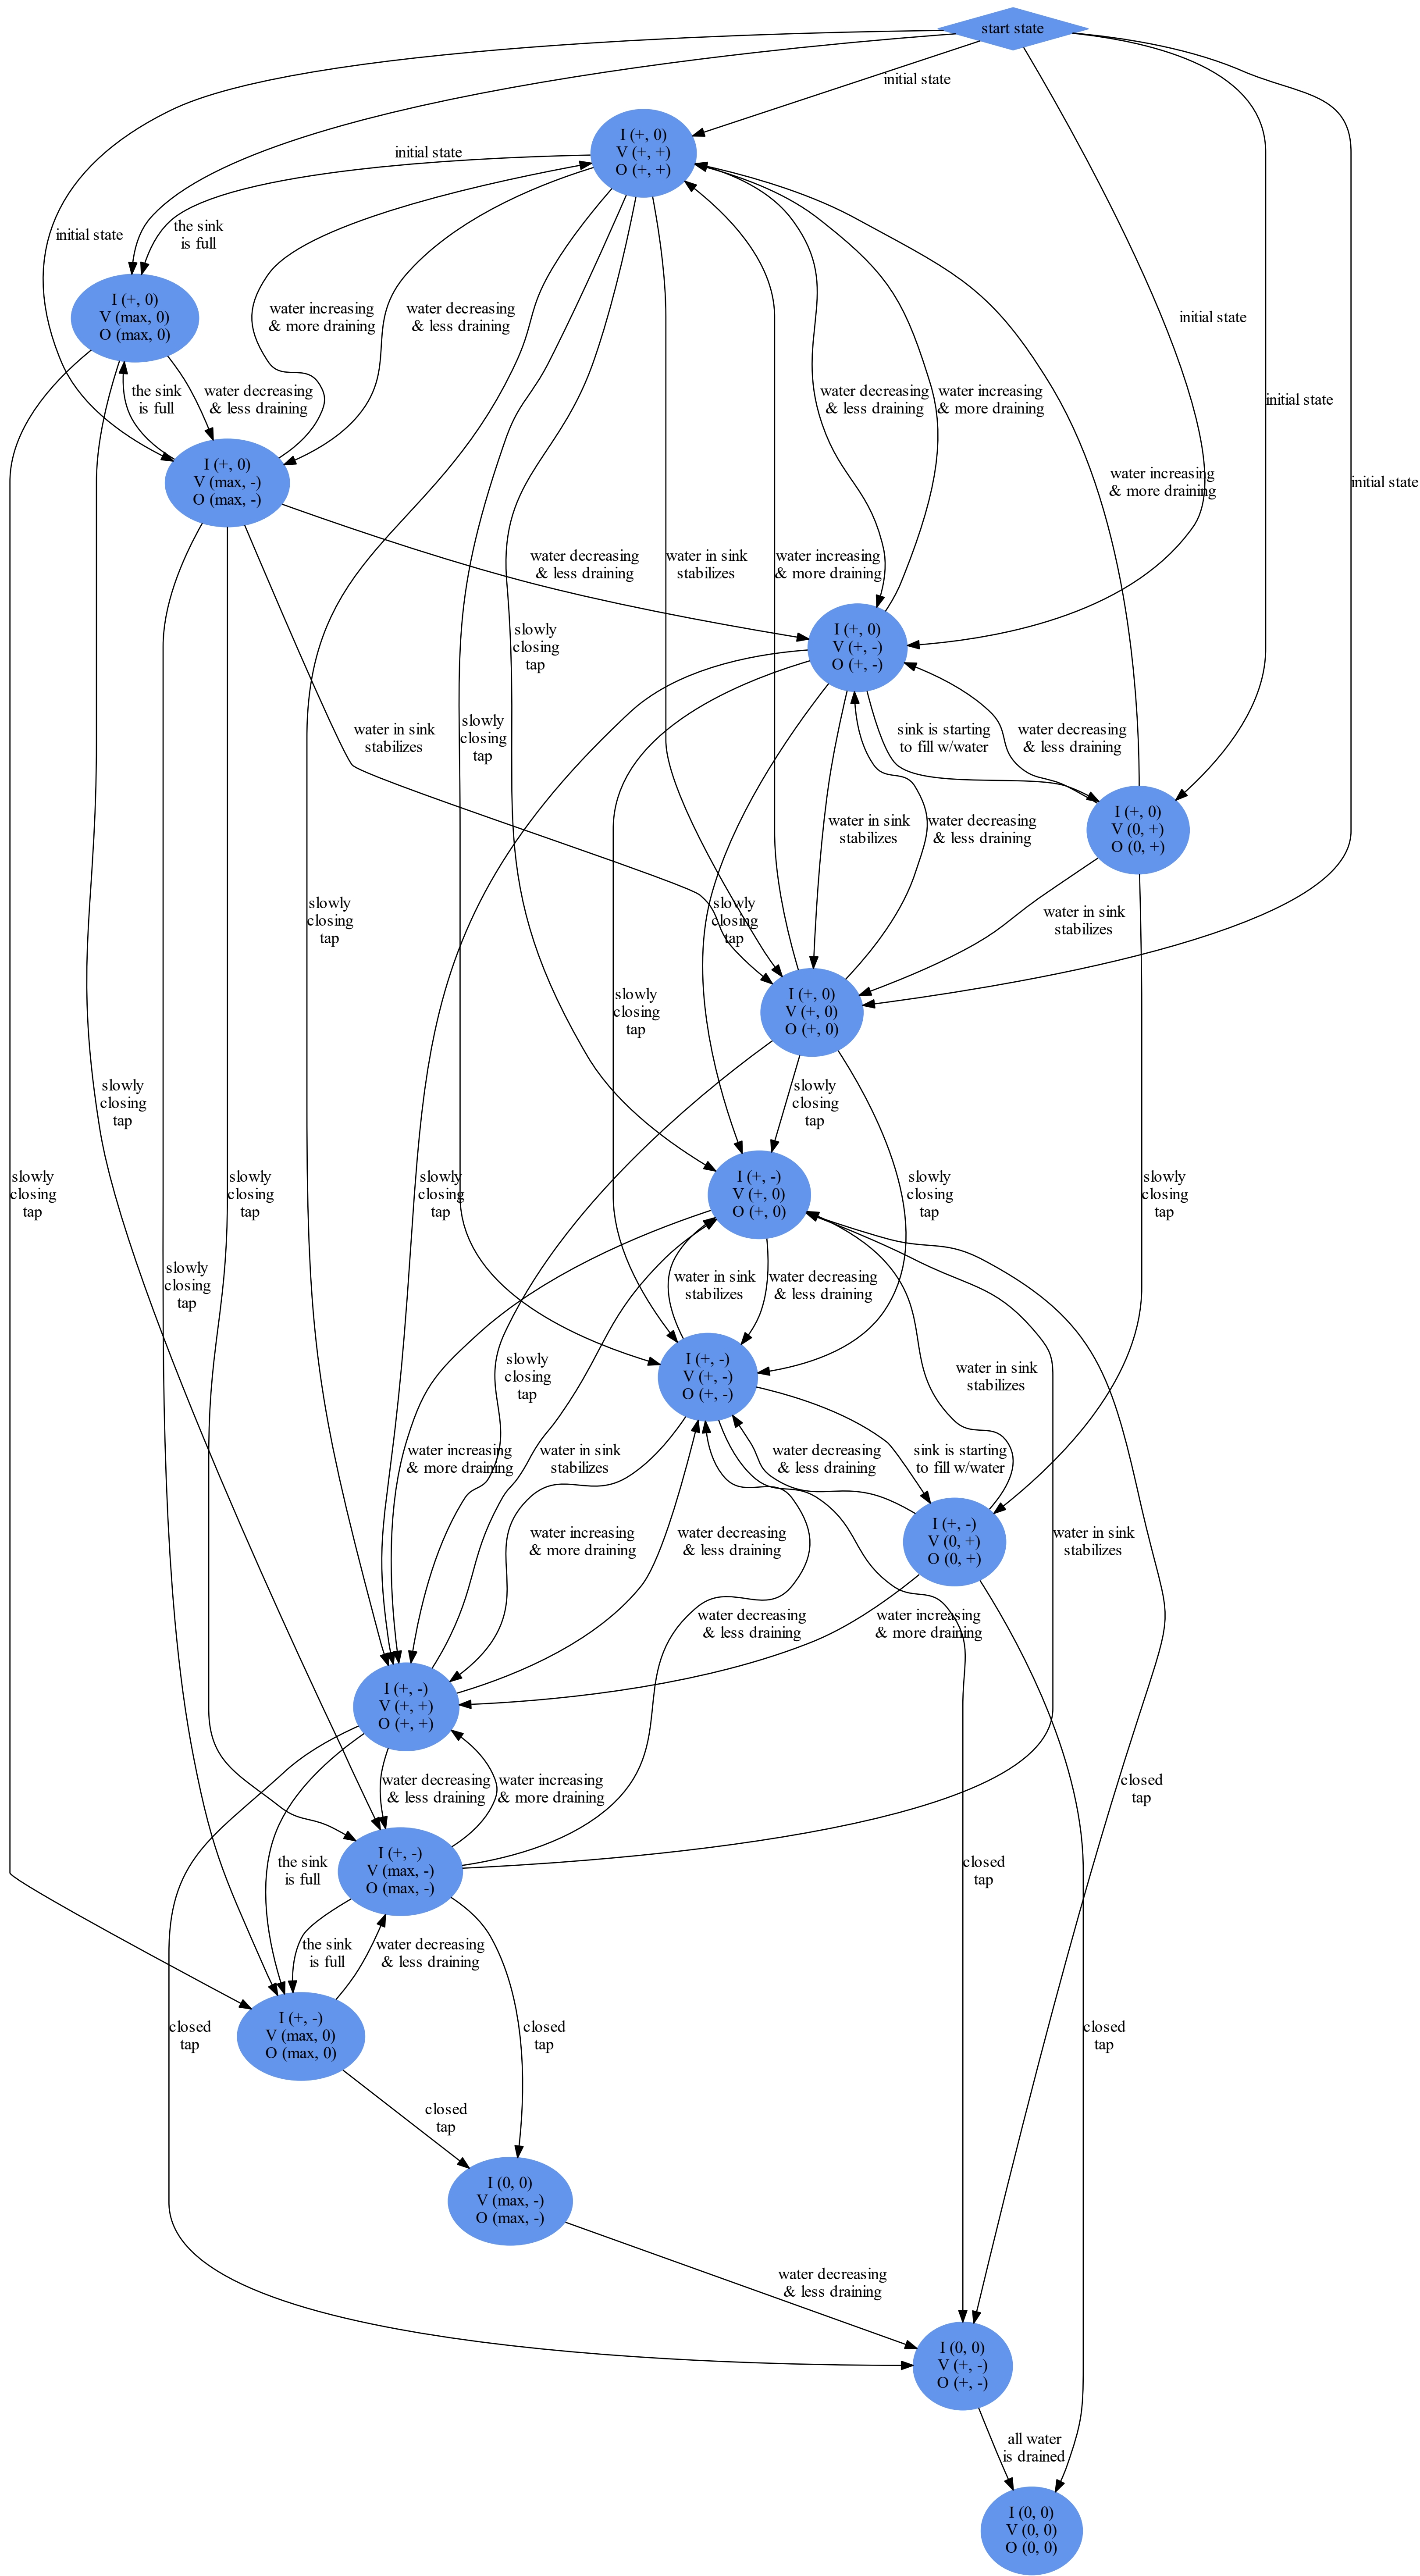 start state
initial state
I (+, 0)
V (+, +)
O (+, +)
initial state
initial state
the sink
is full
I (+, 0)
V (max, 0)
O (max, 0)
water increasing
& more draining
water decreasing
& less draining
initial state
the sink
is full
water decreasing
& less draining
water decreasing
& less draining
water increasing
& more draining
initial state
I (+, 0)
V (max, -)
O (max, -)
water increasing
& more draining
initial state
water decreasing
& less draining
water in sink
stabilizes
water increasing
& more draining
slowly
closing
tap
I (+, 0)
V (+, -)
O (+, -)
water in sink
stabilizes
slowly
closing
tap
sink is starting
to fill w/water
water decreasing
& less draining
I (+, 0)
V (0, +)
O (0, +)
water in sink
stabilizes
water decreasing
& less draining
slowly
closing
tap
slowly
closing
tap
water in sink
stabilizes
slowly
closing
tap
I (+, 0)
V (+, 0)
O (+, 0)
slowly
closing
tap
slowly
closing
tap
slowly
closing
tap
slowly
closing
tap
slowly
closing
tap
I (+, -)
V (+, 0)
O (+, 0)
slowly
closing
tap
slowly
closing
tap
slowly
closing
tap
water in sink
stabilizes
water decreasing
& less draining
slowly
closing
tap
I (+, -)
V (+, -)
O (+, -)
water in sink
stabilizes
water increasing
& more draining
water in sink
stabilizes
water decreasing
& less draining
sink is starting
to fill w/water
water increasing
& more draining
water decreasing
& less draining
I (+, -)
V (0, +)
O (0, +)
water in sink
stabilizes
water decreasing
& less draining
water increasing
& more draining
I (+, -)
V (+, +)
O (+, +)
water decreasing
& less draining
water increasing
& more draining
closed
tap
the sink
is full
I (+, -)
V (max, -)
O (max, -)
closed
tap
the sink
is full
water decreasing
& less draining
closed
tap
I (+, -)
V (max, 0)
O (max, 0)
closed
tap
closed
tap
closed
tap
I (0, 0)
V (max, -)
O (max, -)
water decreasing
& less draining
I (0, 0)
V (+, -)
O (+, -)
all water
is drained
I (0, 0)
V (0, 0)
O (0, 0)